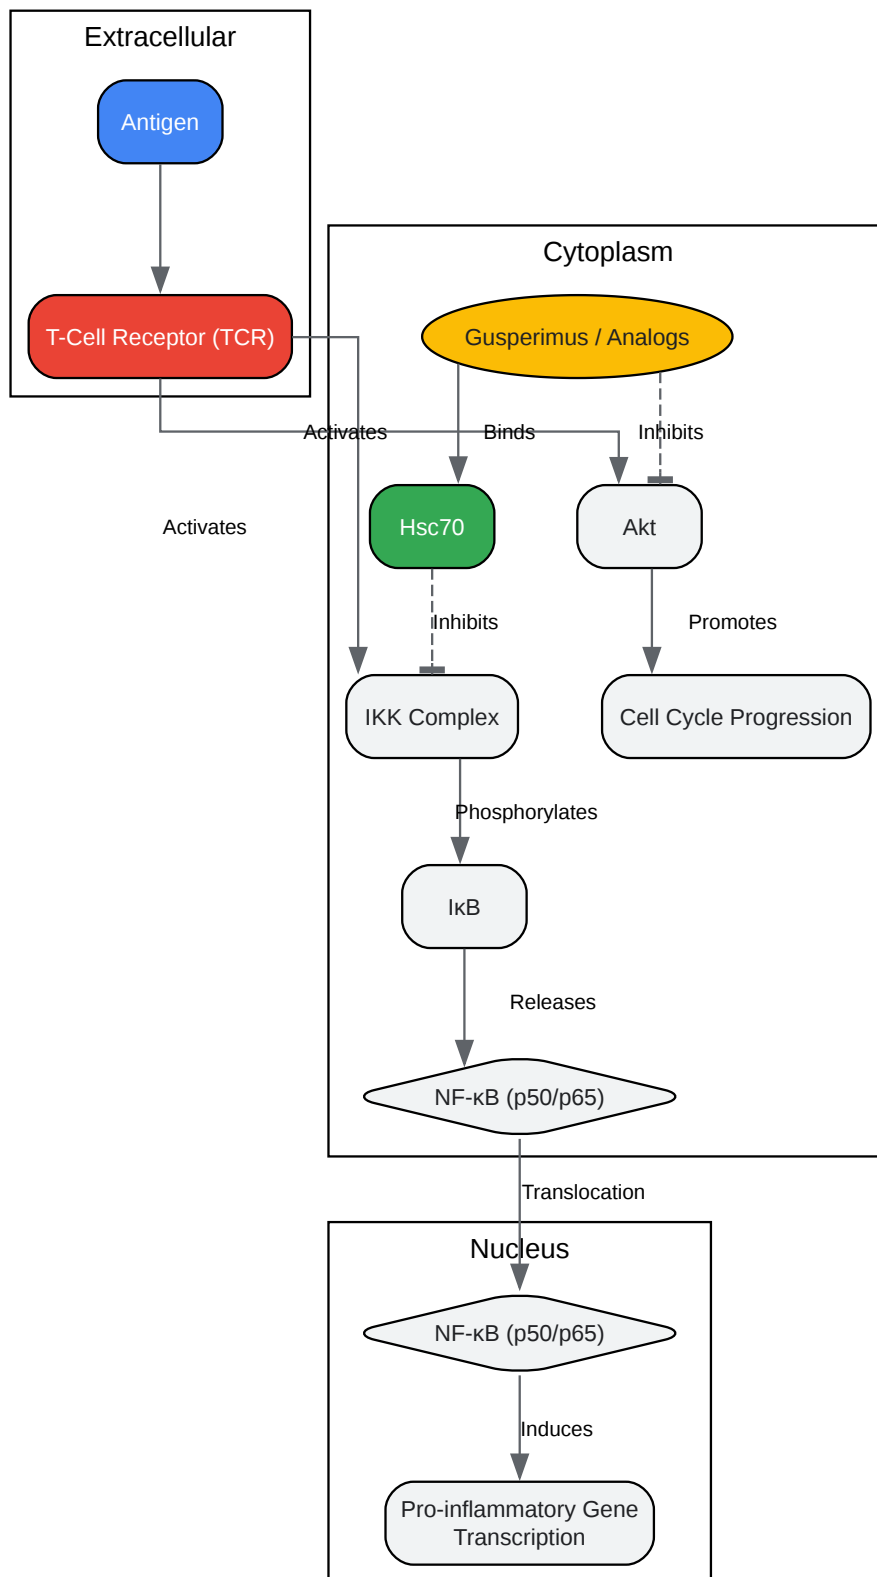 Extracellular
Antigen
T-Cell Receptor (TCR)
Cytoplasm
Gusperimus / Analogs
Activates
Binds
Inhibits
Hsc70
Akt
Activates
Inhibits
Promotes
IKK Complex
Cell Cycle Progression
Phosphorylates
IκB
Releases
NF-κB (p50/p65)
Translocation
Nucleus
NF-κB (p50/p65)
Induces
Pro-inflammatory Gene
Transcription